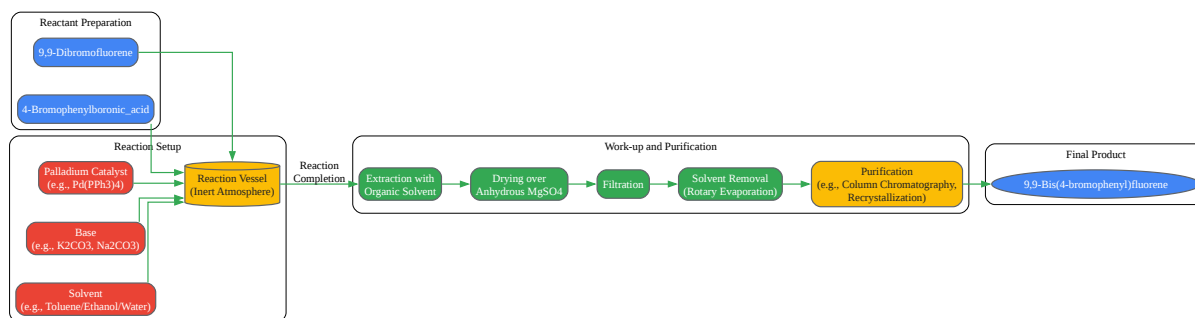 Reactant Preparation
9,9-Dibromofluorene
4-Bromophenylboronic_acid
Reaction Setup
Palladium Catalyst
(e.g., Pd(PPh3)4)
Base
(e.g., K2CO3, Na2CO3)
Solvent
(e.g., Toluene/Ethanol/Water)
Reaction Vessel
(Inert Atmosphere)
Reaction
Completion
Work-up and Purification
Extraction with
Organic Solvent
Drying over
Anhydrous MgSO4
Filtration
Solvent Removal
(Rotary Evaporation)
Purification
(e.g., Column Chromatography,
Recrystallization)
Final Product
9,9-Bis(4-bromophenyl)fluorene